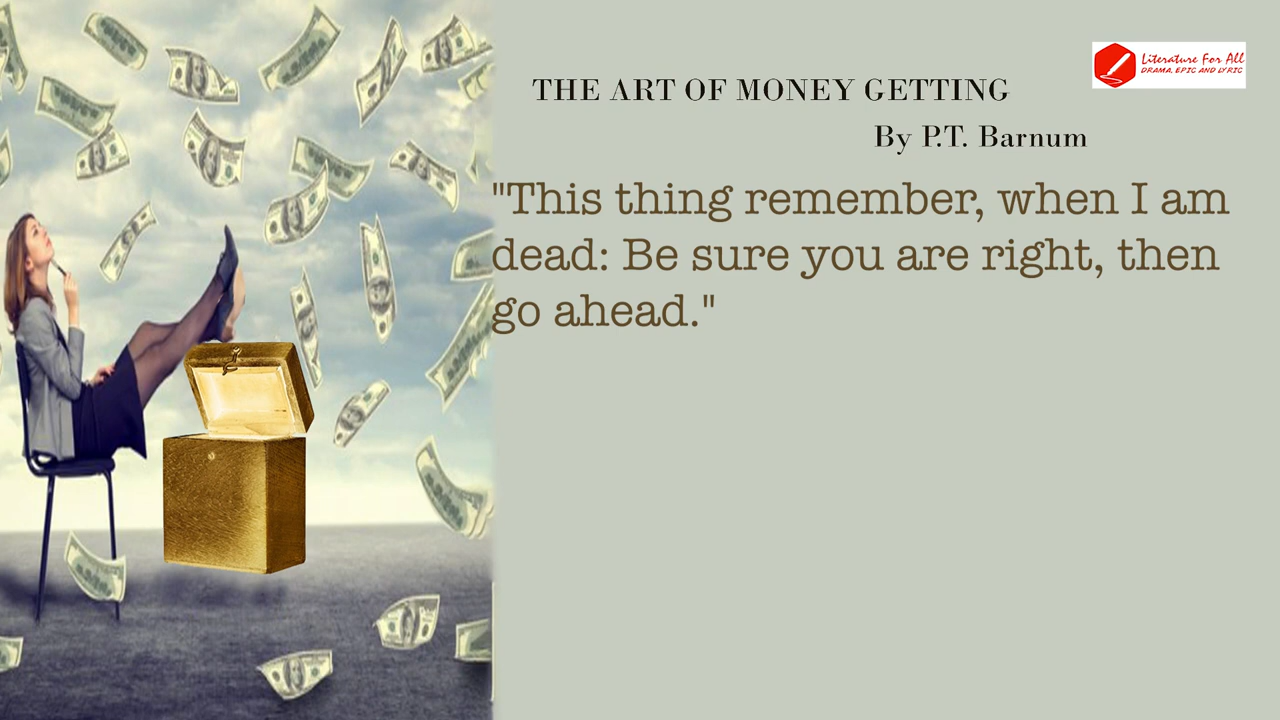 Literature For All
DRAMA, EPIC AND LYRIC
THE ART OF MONEY GETTING
By P.T. Barnum
"This thing remember, when I am
dead: Be sure you are right, then
go ahead."